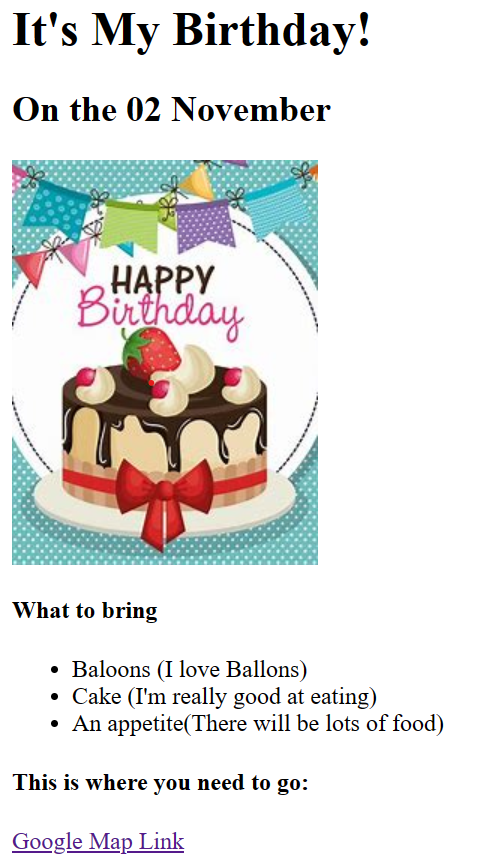 It's My Birthday!
On the 02 November
HAPPY
Birthday
What to bring
Baloons (I love Ballons)
Cake (I'm really good at eating)
An appetite(There will be lots of food)
This is where you need to go:
Google Map Link